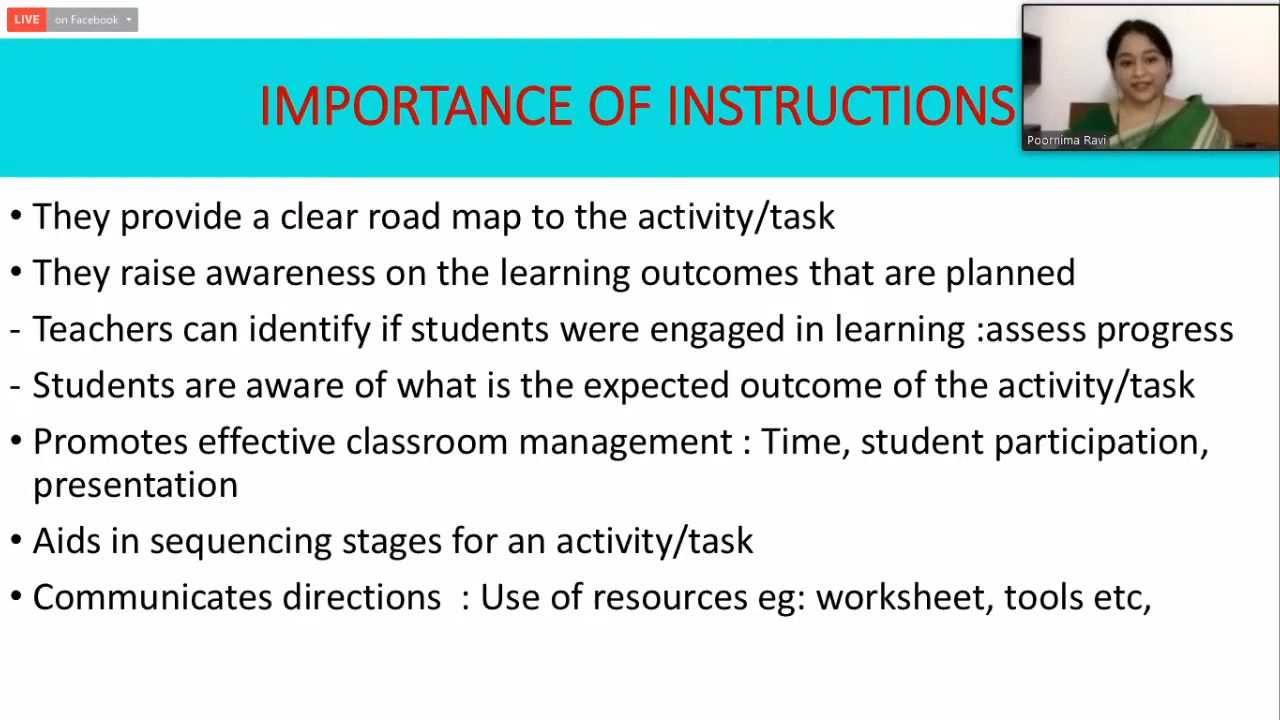 LIVE on Facebook
IMPORTANCE OF INSTRUCTIONS
Poornima Ravi
• They provide a clear road map to the activity/task
• They raise awareness on the learning outcomes that are planned
- Teachers can identify if students were engaged in learning :assess progress
- Students are aware of what is the expected outcome of the activity/task
• Promotes effective classroom management : Time, student participation,
presentation
• Aids in sequencing stages for an activity/task
• Communicates directions  : Use of resources eg: worksheet, tools etc,